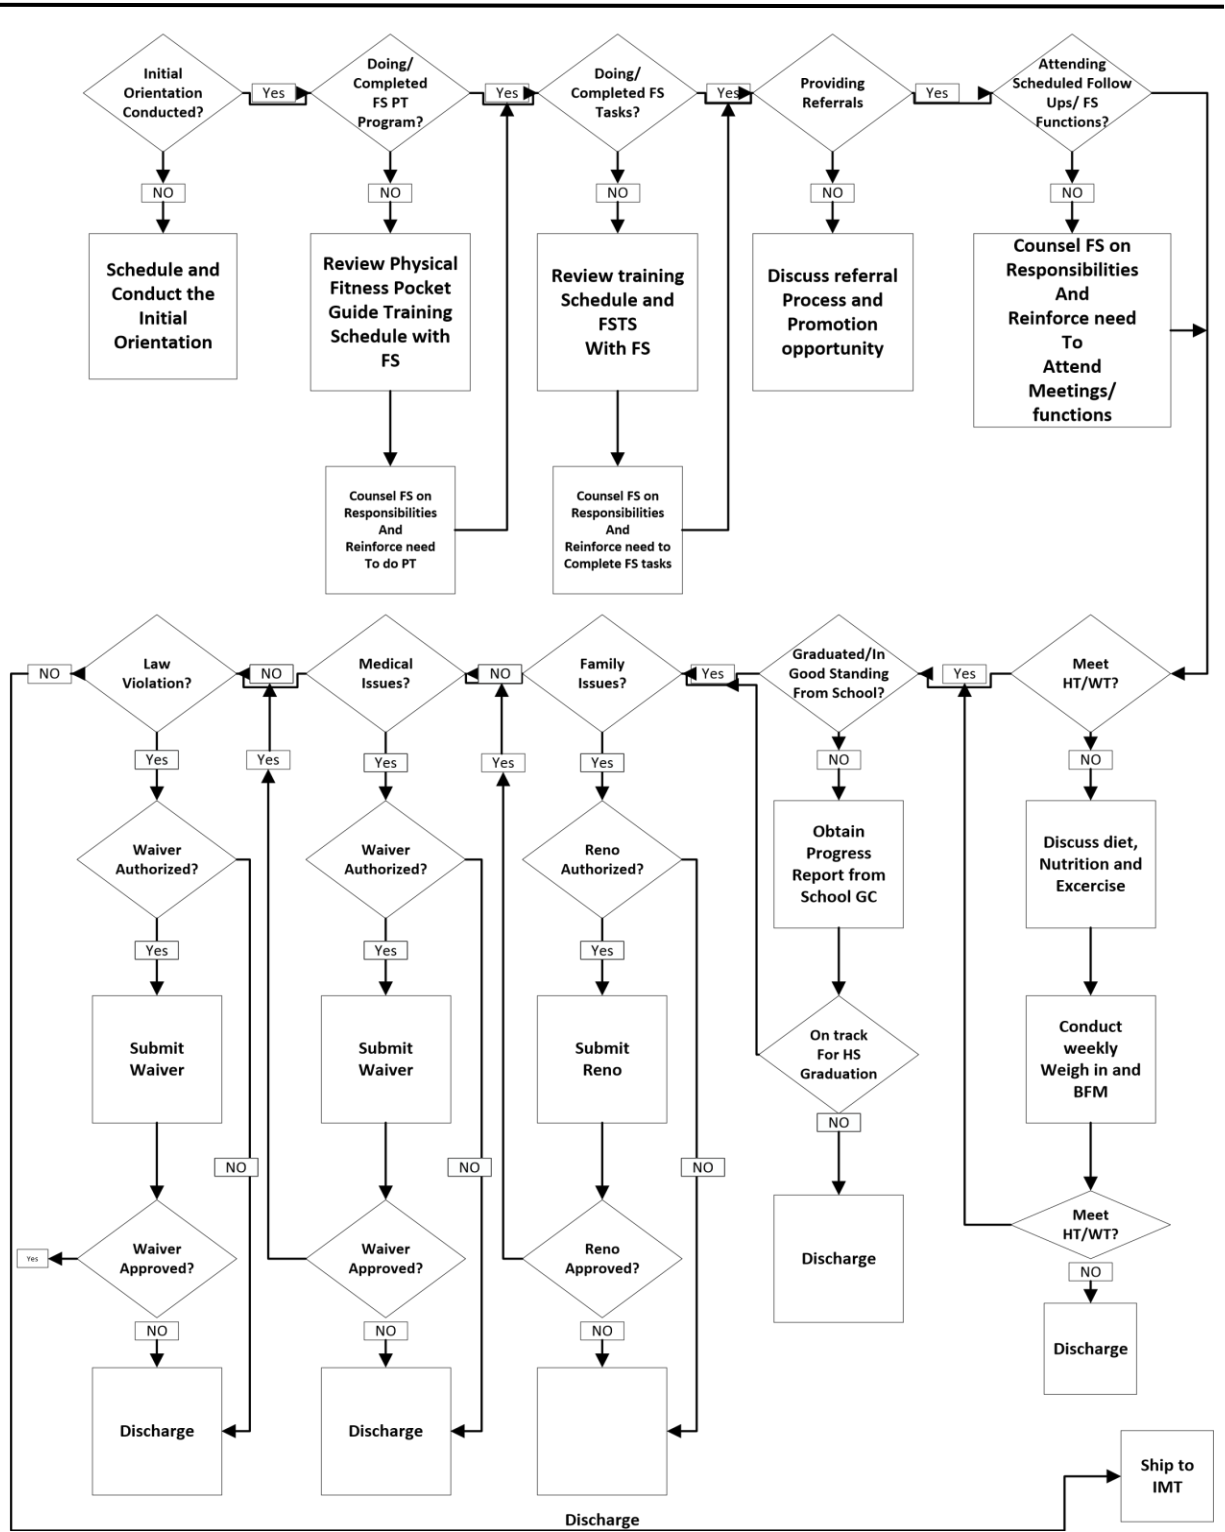 Initial
Orientation
Conducted?
Yes
Doing/
Completed
FS PT
Program?
Yes
Doing/
Completed FS
Tasks?
Yes
Providing
Referrals
Yes
Attending
Scheduled Follow
Ups/ FS
Functions?
NO
NO
NO
NO
NO
Schedule and
Conduct the
Initial
Orientation
Review Physical
Fitness Pocket
Guide Training
Schedule with
FS
Review training
Schedule and
FSTS
With FS
Discuss referral
Process and
Promotion
opportunity
Counsel FS on
Responsibilities
And
Reinforce need
To
Attend
Meetings/
functions
Counsel FS on
Responsibilities
And
Reinforce need
To do PT
Counsel FS on
Responsibilities
And
Reinforce need to
Complete FS tasks
NO
Law
Violation?
NO
Medical
Issues?
NO
Family
Issues?
Yes
Graduated/In
Good Standing
From School?
Yes
Meet
HT/WT?
Yes
Yes
Yes
Yes
Yes
NO
NO
Waiver
Authorized?
Waiver
Authorized?
Reno
Authorized?
Obtain
Progress
Report from
School GC
Discuss diet,
Nutrition and
Excercise
Yes
Yes
Yes
Submit
Waiver
Submit
Waiver
Submit
Reno
On track
For HS
Graduation
Conduct
weekly
Weigh in and
BFM
NO
NO
NO
NO
Yes
Waiver
Approved?
Waiver
Approved?
Reno
Approved?
Discharge
Meet
HT/WT?
NO
NO
NO
NO
Discharge
Discharge
Discharge
Ship to
IMT
Discharge